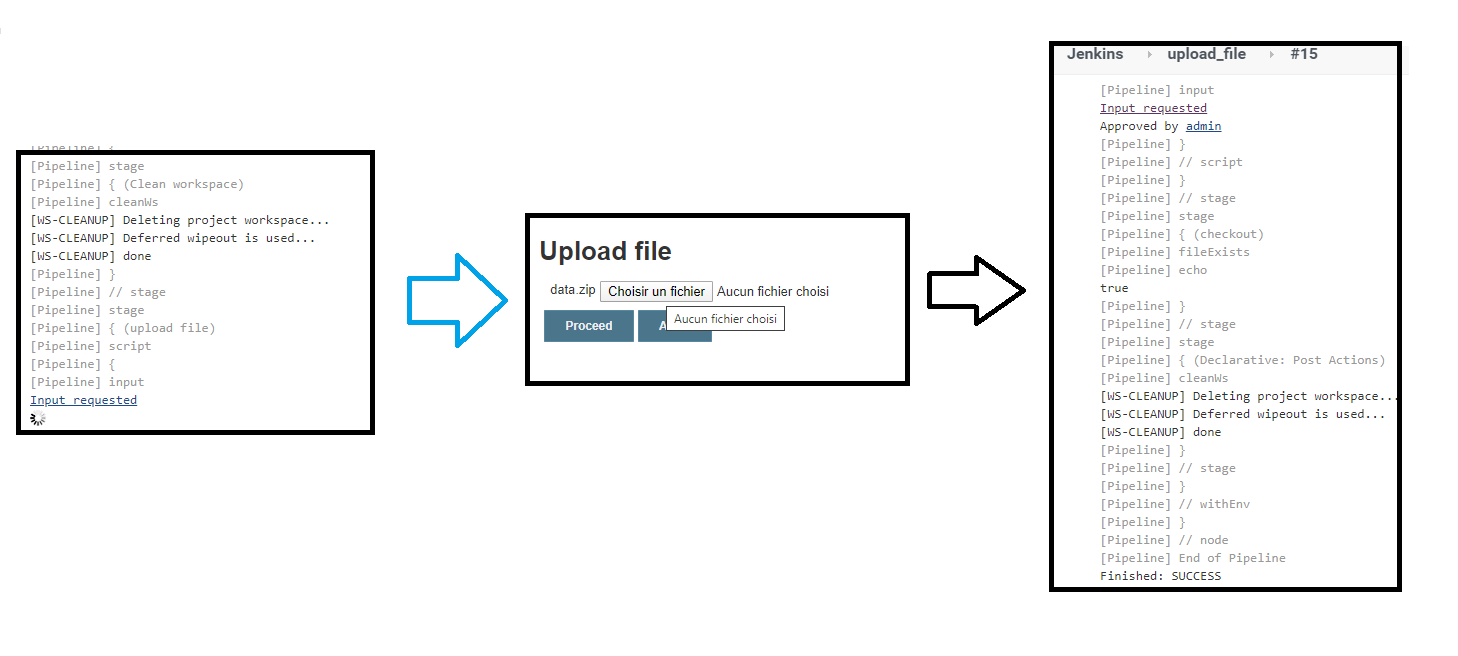 [Pipeline] {
[Pipeline] stage
[Pipeline] { (Clean workspace)
[Pipeline] cleanWs
[WS-CLEANUP] Deleting project workspace...
[WS-CLEANUP] Deferred wipeout is used...
[WS-CLEANUP] done
[Pipeline] }
[Pipeline] // stage
[Pipeline] stage
[Pipeline] { (upload file)
[Pipeline] script
[Pipeline] {
[Pipeline] input
Input requested
Upload file
data.zip Choisir un fichier Aucun fichier choisi
Proceed
Aucun fichier choisi
Jenkins upload_file #15
[Pipeline] input
Input requested
Approved by admin
[Pipeline] }
[Pipeline] // script
[Pipeline] }
[Pipeline] // stage
[Pipeline] stage
[Pipeline] { (checkout)
[Pipeline] fileExists
[Pipeline] echo
true
[Pipeline] }
[Pipeline] // stage
[Pipeline] stage
[Pipeline] { (Declarative: Post Actions)
[Pipeline] cleanWs
[WS-CLEANUP] Deleting project workspace...
[WS-CLEANUP] Deferred wipeout is used...
[WS-CLEANUP] done
[Pipeline] }
[Pipeline] // stage
[Pipeline] }
[Pipeline] // withEnv
[Pipeline] }
[Pipeline] // node
[Pipeline] End of Pipeline
Finished: SUCCESS